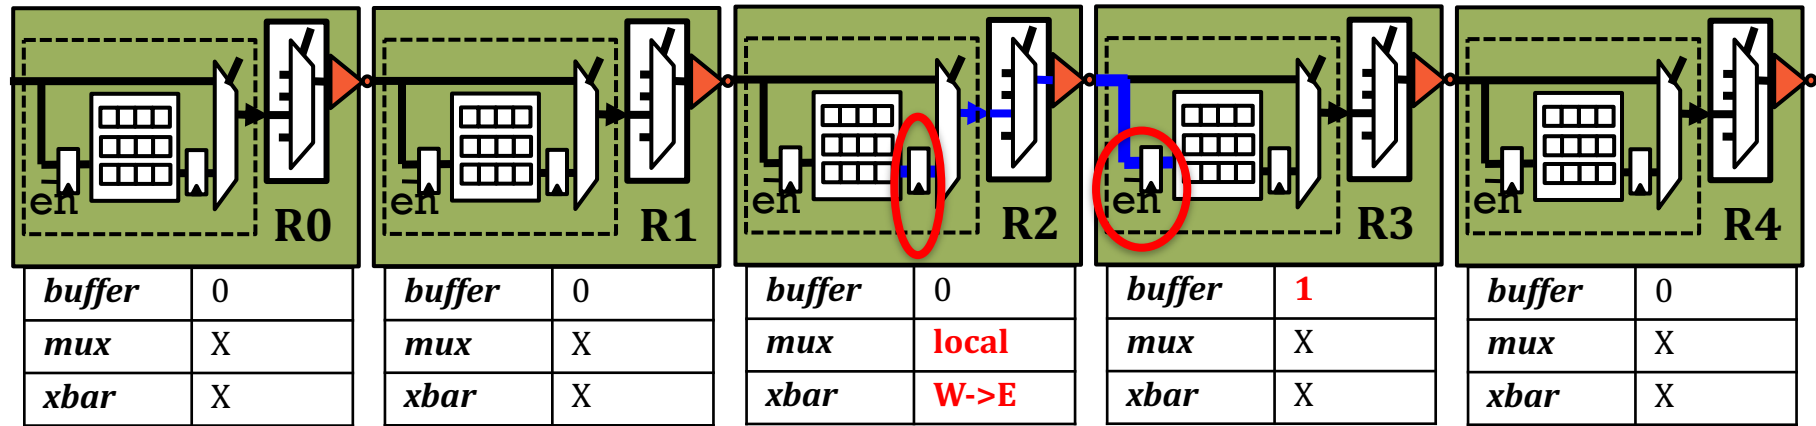 en en en en en
R0 R1 R2 R3 R4
buffer 0 buffer 0 buffer 0 buffer 1 buffer 0
mux X mux X mux local mux X mux X
xbar X xbar X xbar W->E xbar X xbar X